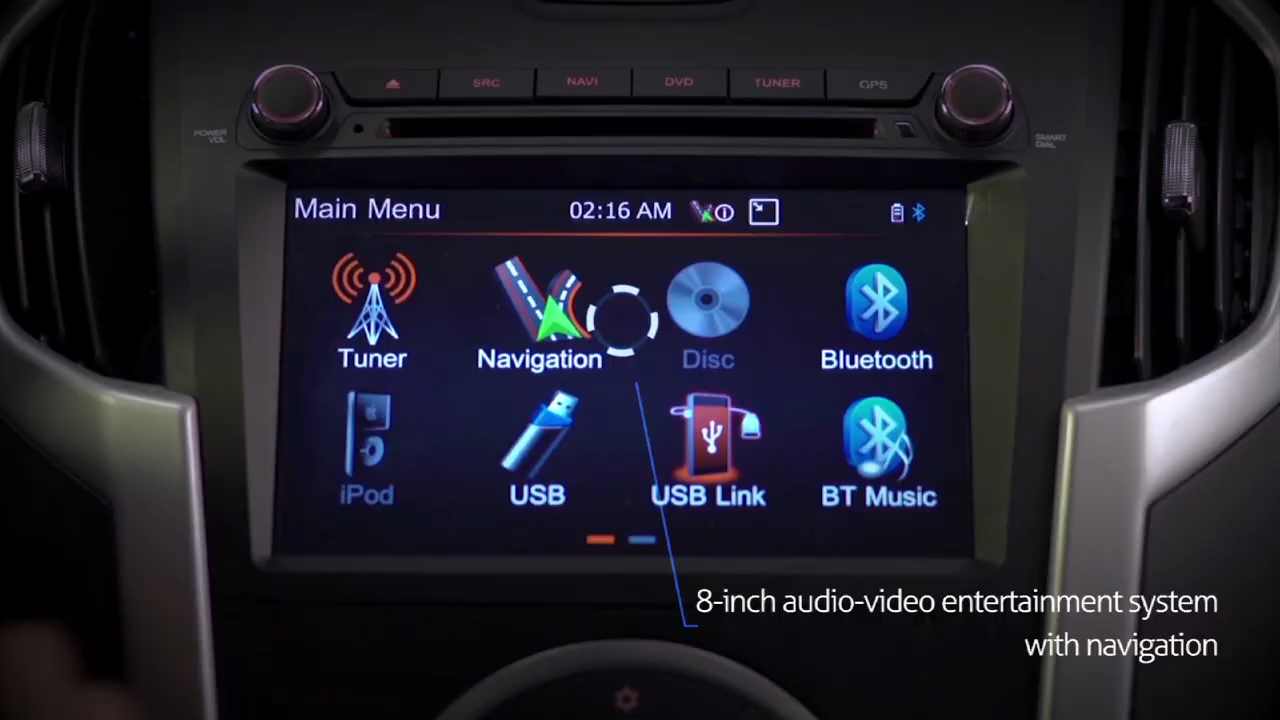 SRC NAVI DVD TUNER GPS
POWER
VOL
SMART
DIAL
Main Menu 02:16 AM
Tuner Navigation Disc Bluetooth
iPod USB USB Link BT Music
8-inch audio-video entertainment system
with navigation